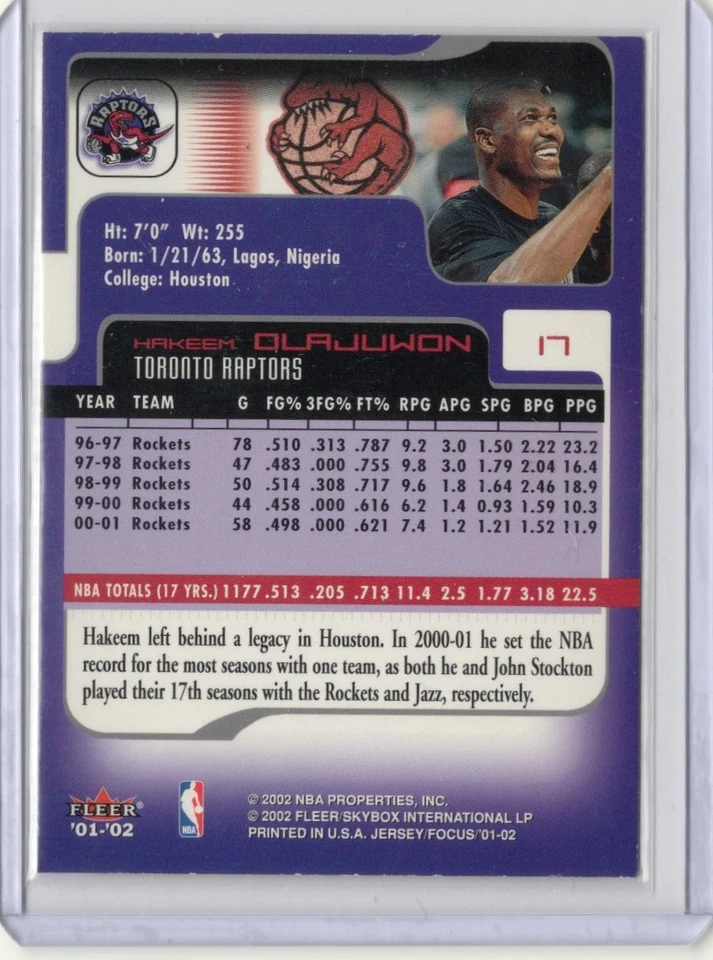 RAPTORS
Ht: 7'0" Wt: 255
Born: 1/21/63, Lagos, Nigeria
College: Houston
17
HAKEEM OLAJUWON
TORONTO RAPTORS
YEAR TEAM G FG% 3FG% FT% RPG APG SPG BPG PPG
96-97 Rockets 78 .510 .313 .787 9.2 3.0 1.50 2.22 23.2
97-98 Rockets 47 .483 .000 .755 9.8 3.0 1.79 2.04 16.4
98-99 Rockets 50 .514 .308 .717 9.6 1.8 1.64 2.46 18.9
99-00 Rockets 44 .458 .000 .616 6.2 1.4 0.93 1.59 10.3
00-01 Rockets 58 .498 .000 .621 7.4 1.2 1.21 1.52 11.9
NBA TOTALS (17 YRS.) 1177 .513 .205 .713 11.4 2.5 1.77 3.18 22.5
Hakeem left behind a legacy in Houston. In 2000-01 he set the NBA
record for the most seasons with one team, as both he and John Stockton
played their 17th seasons with the Rockets and Jazz, respectively.
FLEER®
'01-'02
NBA
© 2002 NBA PROPERTIES, INC.
© 2002 FLEER/SKYBOX INTERNATIONAL LP
PRINTED IN U.S.A. JERSEY/FOCUS/'01-02